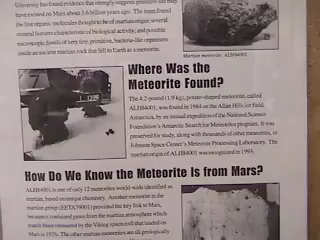 University has found evidence that strongly suggests primitive life may
have existed on Mars about 3.6 billion years ago. The team found
the first organic molecules thought to be of martian origin; several
mineral features characteristic of biological activity; and possible
microscopic fossils of very tiny, primitive, bacteria-like organisms
inside an ancient martian rock that fell to Earth as a meteorite.
Martian meteorite, ALH84001
Where Was the
Meteorite Found?
The 4.2-pound (1.9 kg), potato-shaped meteorite, called
ALH84001, was found in 1984 on the Allan Hills ice field,
Antarctica, by an annual expedition of the National Science
Foundation's Antarctic Search for Meteorites program. It was
preserved for study, along with thousands of other meteorites, at
Johnson Space Center's Meteorite Processing Laboratory. The
martian origin of ALH84001 was recognized in 1993.
How Do We Know the Meteorite Is from Mars?
ALH84001 is one of only 12 meteorites world-wide identified as
martian, based on unique chemistry. Another meteorite in the
martian group (EETA79001) provided the key link to Mars,
because it contained gases from the martian atmosphere which
match those measured by the Viking spacecraft that landed on
Mars in 1976. The other martian meteorites are all geologically